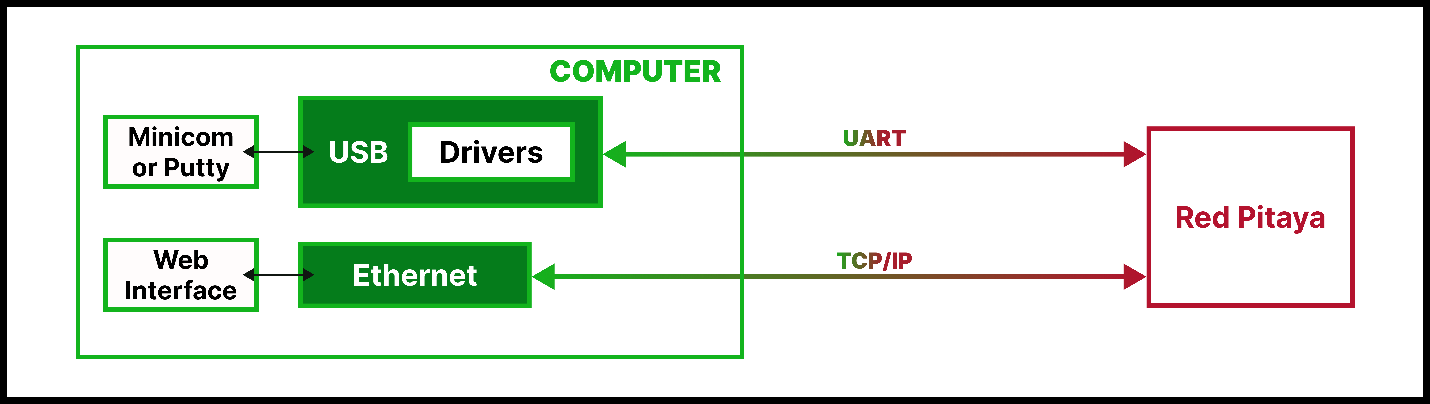 COMPUTER
Minicom
or Putty
USB
Drivers
UART
Web
Interface
Ethernet
TCP/IP
Red Pitaya